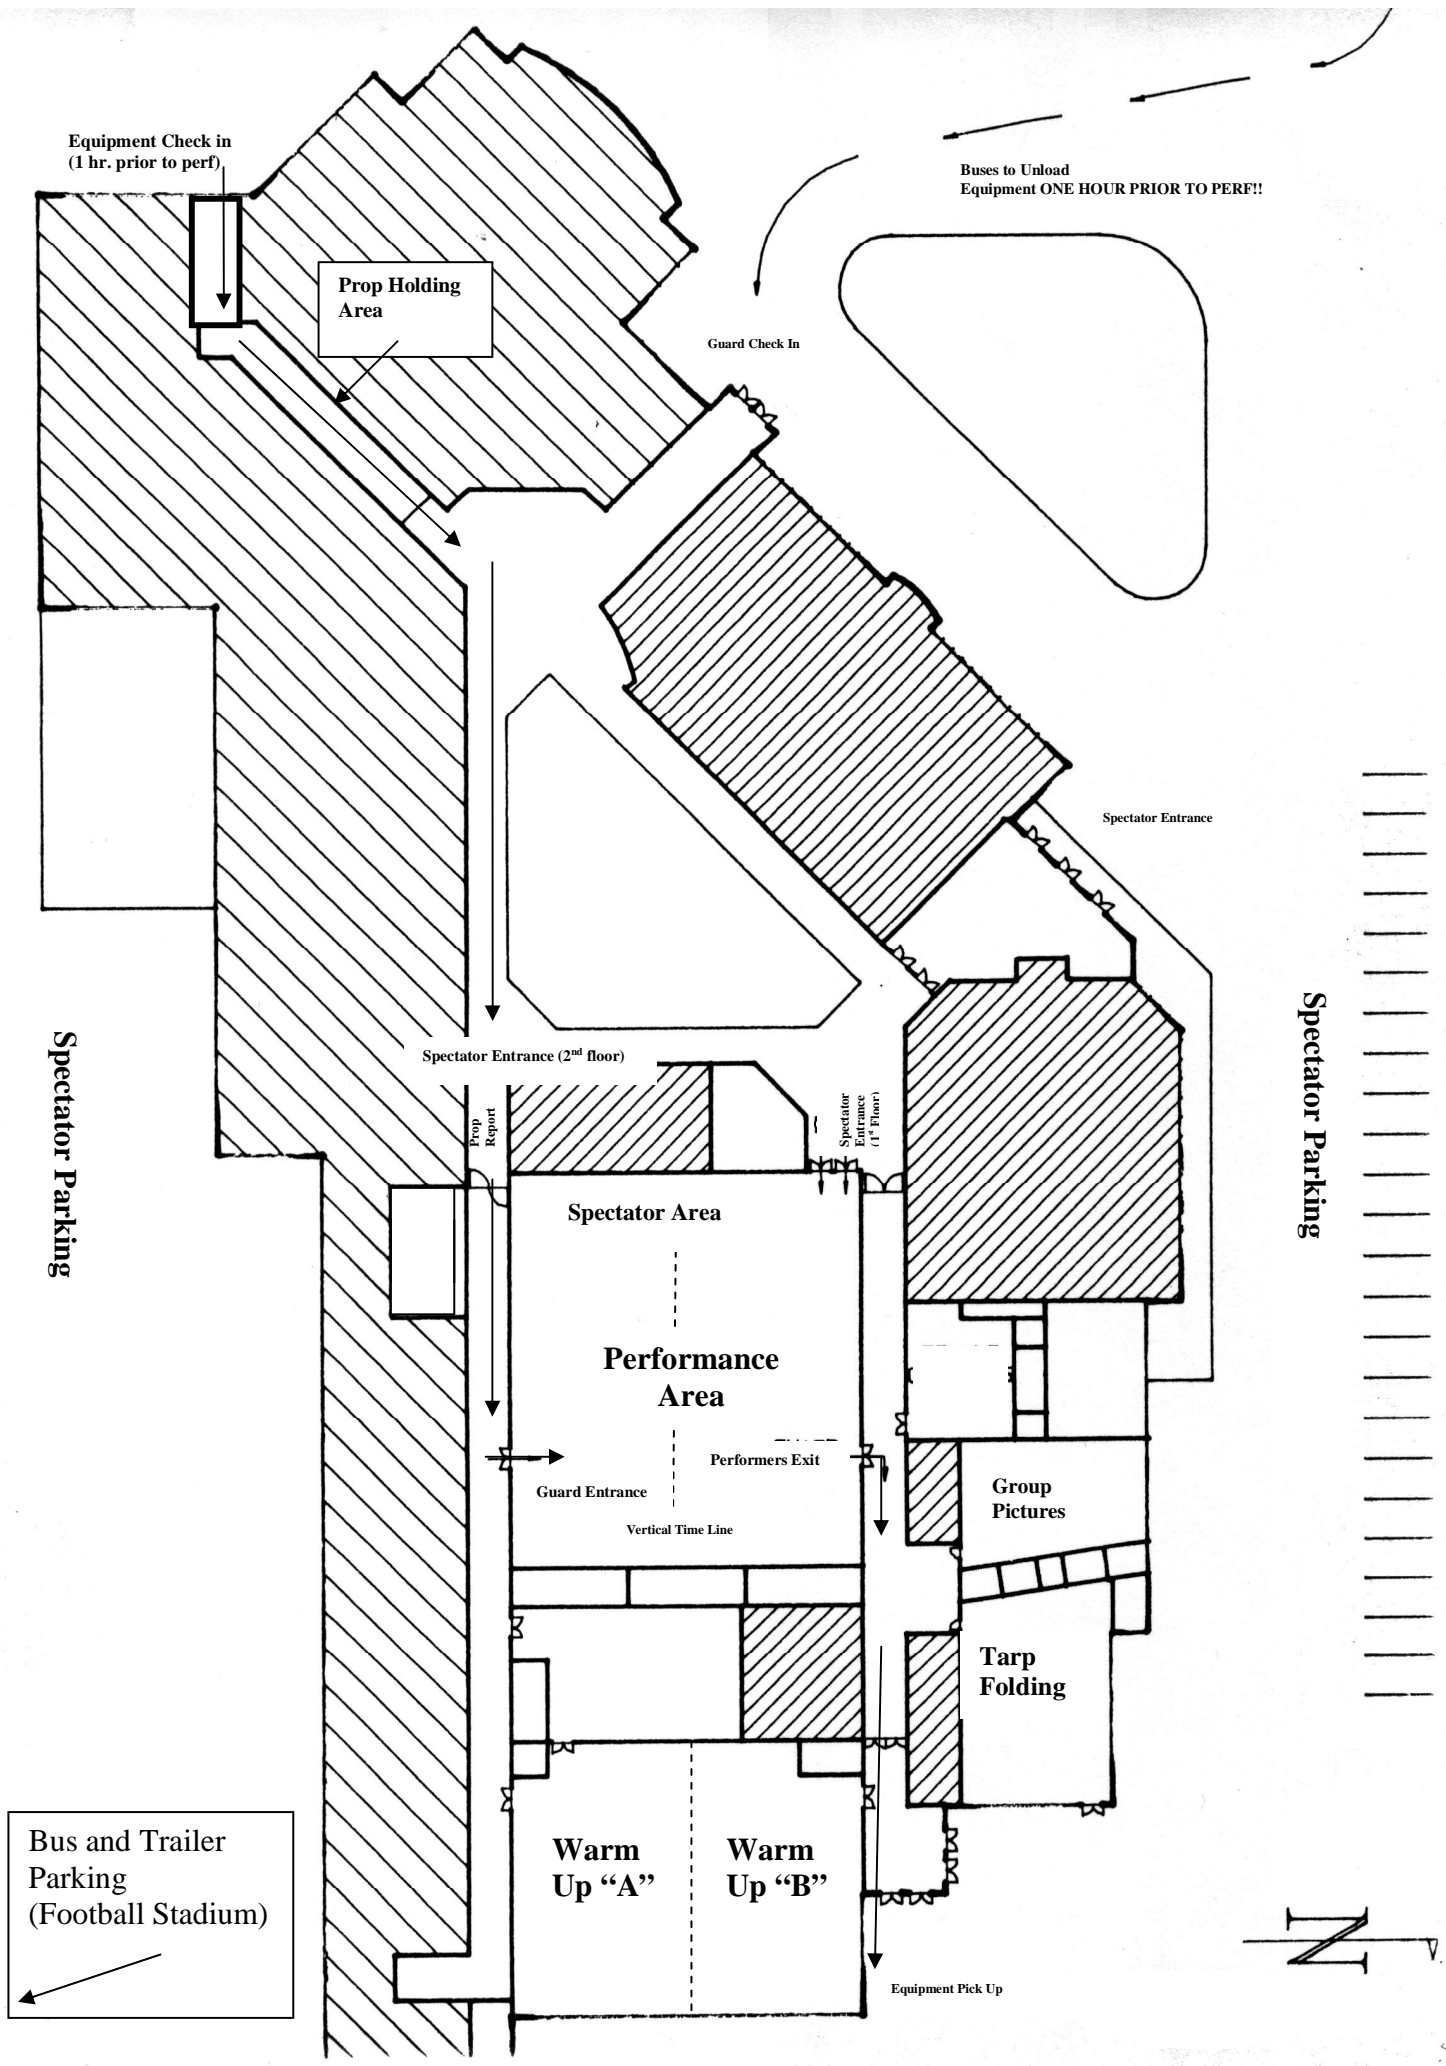 Equipment Check in
(1 hr. prior to perf)
Buses to Unload
Equipment ONE HOUR PRIOR TO PERF!!
Prop Holding
Area
Guard Check In
Spectator Entrance
Spectator Parking
Spectator Parking
Spectator Entrance (2nd floor)
Prop
Report
Spectator
Entrance
(1st Floor)
Spectator Area
Performance
Area
Performers Exit
Guard Entrance
Vertical Time Line
Group
Pictures
Tarp
Folding
Bus and Trailer
Parking
(Football Stadium)
Warm
Up “A”
Warm
Up “B”
N
Equipment Pick Up